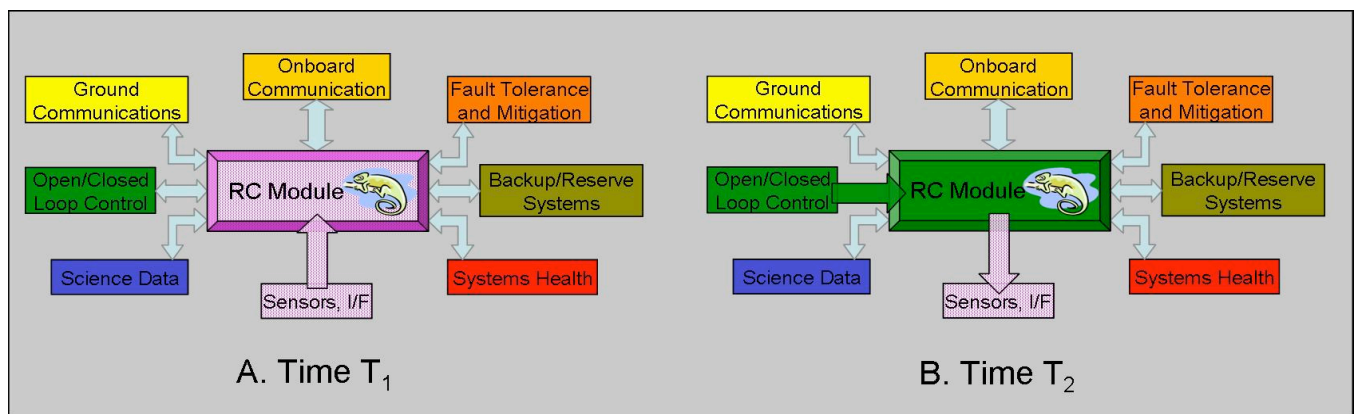 Onboard
Communication
Ground
Communications
Fault Tolerance
and Mitigation
Open/Closed
Loop Control
RC Module
Backup/Reserve
Systems
Science Data
Systems Health
Sensors, I/F
A. Time T₁
Onboard
Communication
Ground
Communications
Fault Tolerance
and Mitigation
Open/Closed
Loop Control
RC Module
Backup/Reserve
Systems
Science Data
Systems Health
Sensors, I/F
B. Time T₂